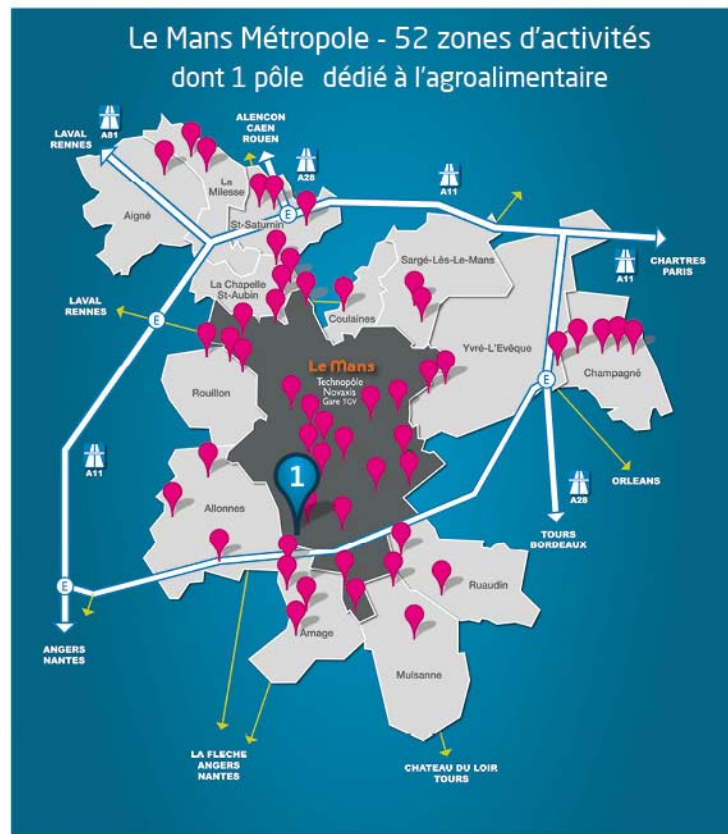 Le Mans Métropole - 52 zones d'activités
dont 1 pôle dédié à l'agroalimentaire
LAVAL
RENNES
A81
ALENCON
CAEN
ROUEN
A28
A11
La
Milesse
Aigné
E
St-Saturnin
Sargé-Lès-Le-Mans
CHARTRES
PARIS
A11
La Chapelle
St-Aubin
LAVAL
RENNES
E
Coulaines
Yvré-L'Evêque
Le Mans
Technopôle
Novaxis
Gare TGV
Rouillon
E
Champagné
A11
1
ORLEANS
A28
Allonnes
TOURS
BORDEAUX
E
Ruaudin
Arnage
ANGERS
NANTES
Mulsanne
LA FLECHE
ANGERS
NANTES
CHATEAU DU LOIR
TOURS